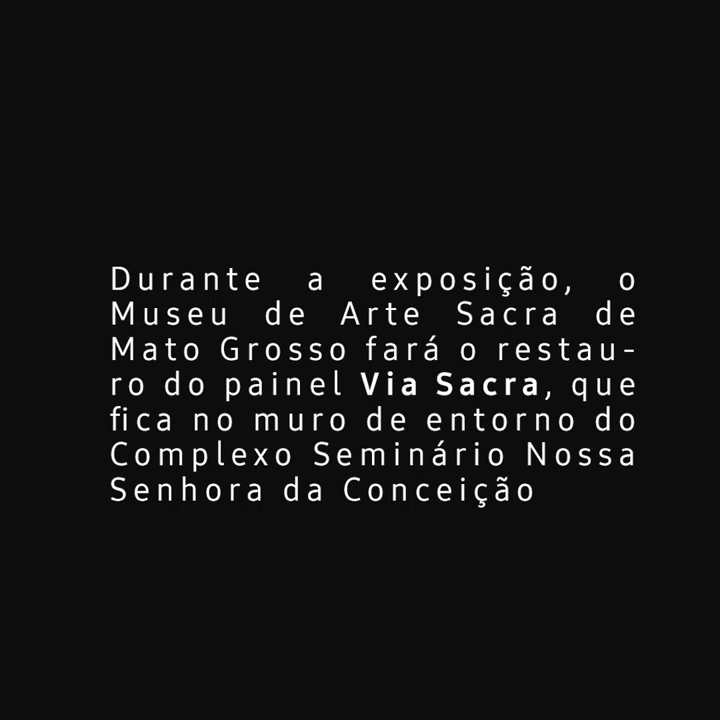 Durante a exposição, o
Museu de Arte Sacra de
Mato Grosso fará o restau-
ro do painel Via Sacra, que
fica no muro de entorno do
Complexo Seminário Nossa
Senhora da Conceição